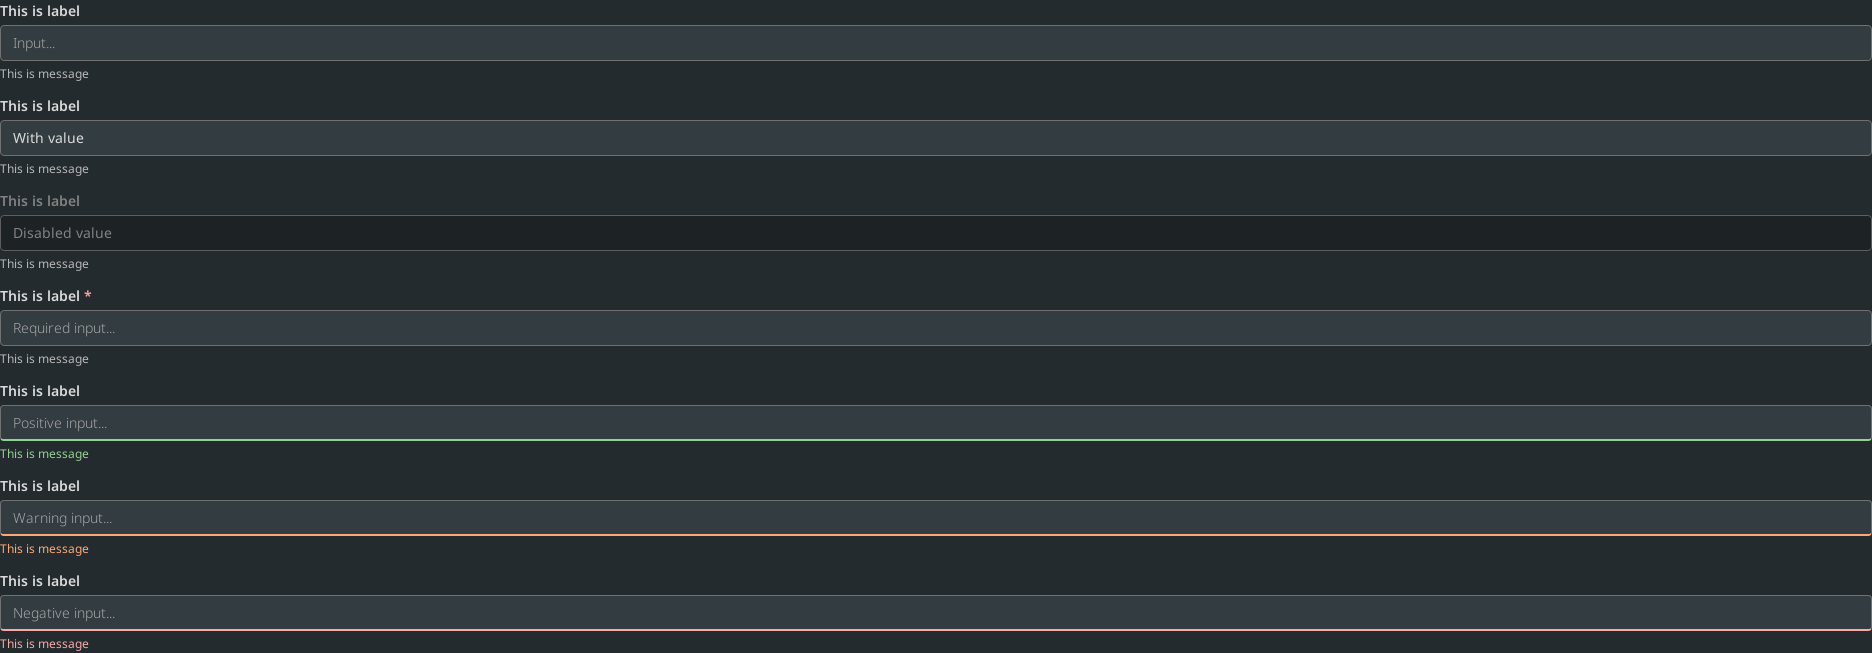 This is label
Input...
This is message
This is label
With value
This is message
This is label
Disabled value
This is message
This is label *
Required input...
This is message
This is label
Positive input...
This is message
This is label
Warning input...
This is message
This is label
Negative input...
This is message